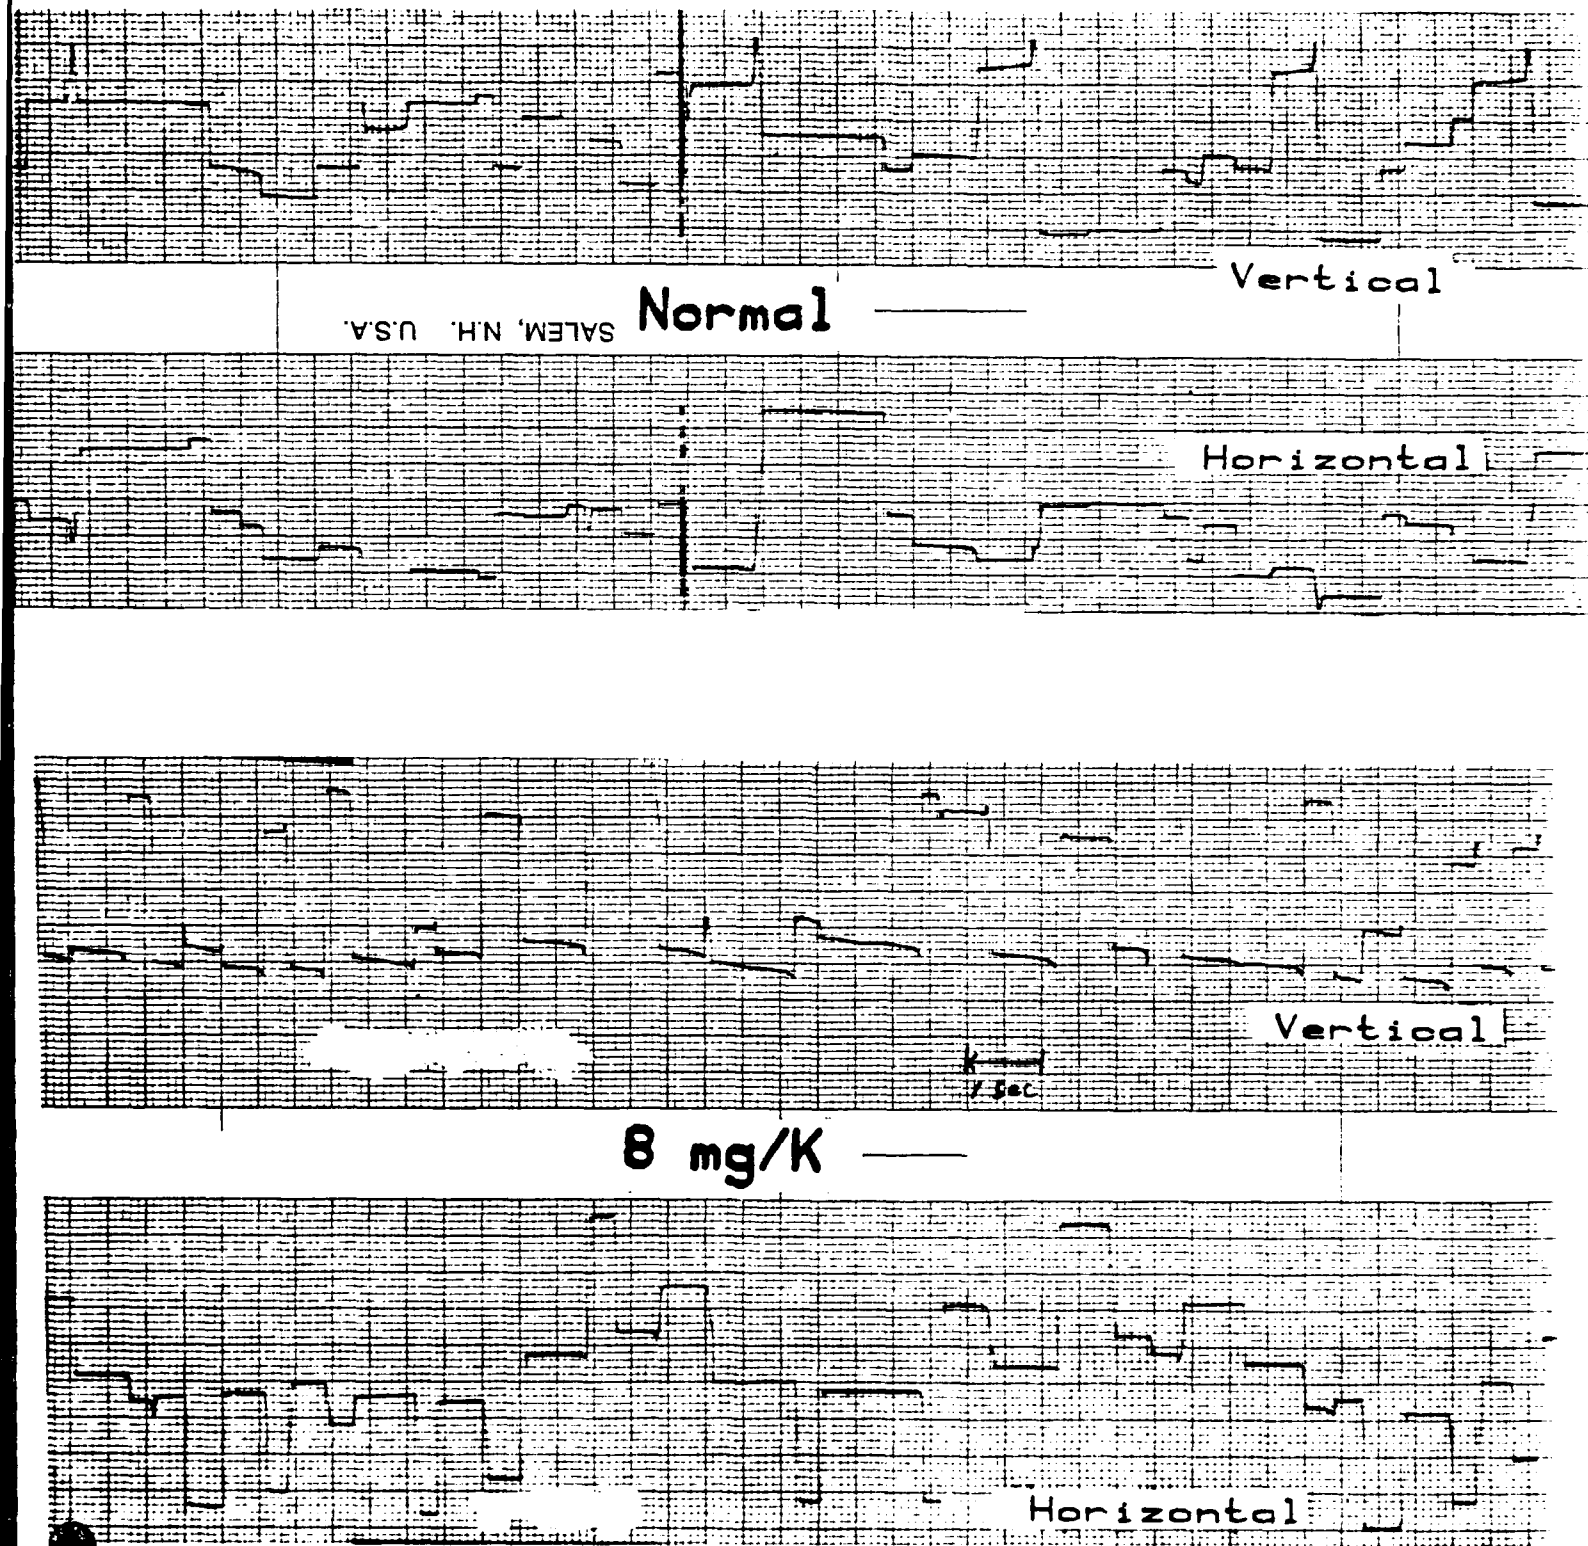 Vertical
Normal
SALEM, N.H. U.S.A.
Horizontal
Vertical
1 sec
8 mg/K
Horizontal